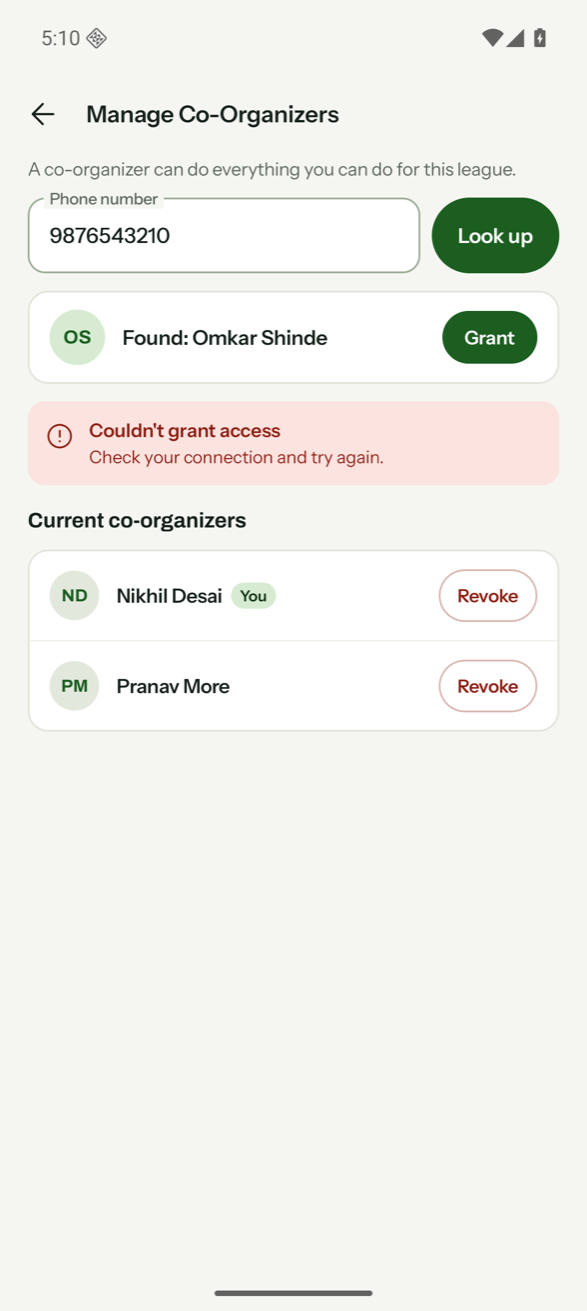 5:10
Manage Co-Organizers
A co-organizer can do everything you can do for this league.
Phone number
9876543210
Look up
OS
Found: Omkar Shinde
Grant
Couldn't grant access
Check your connection and try again.
Current co-organizers
ND
Nikhil Desai
You
Revoke
PM
Pranav More
Revoke